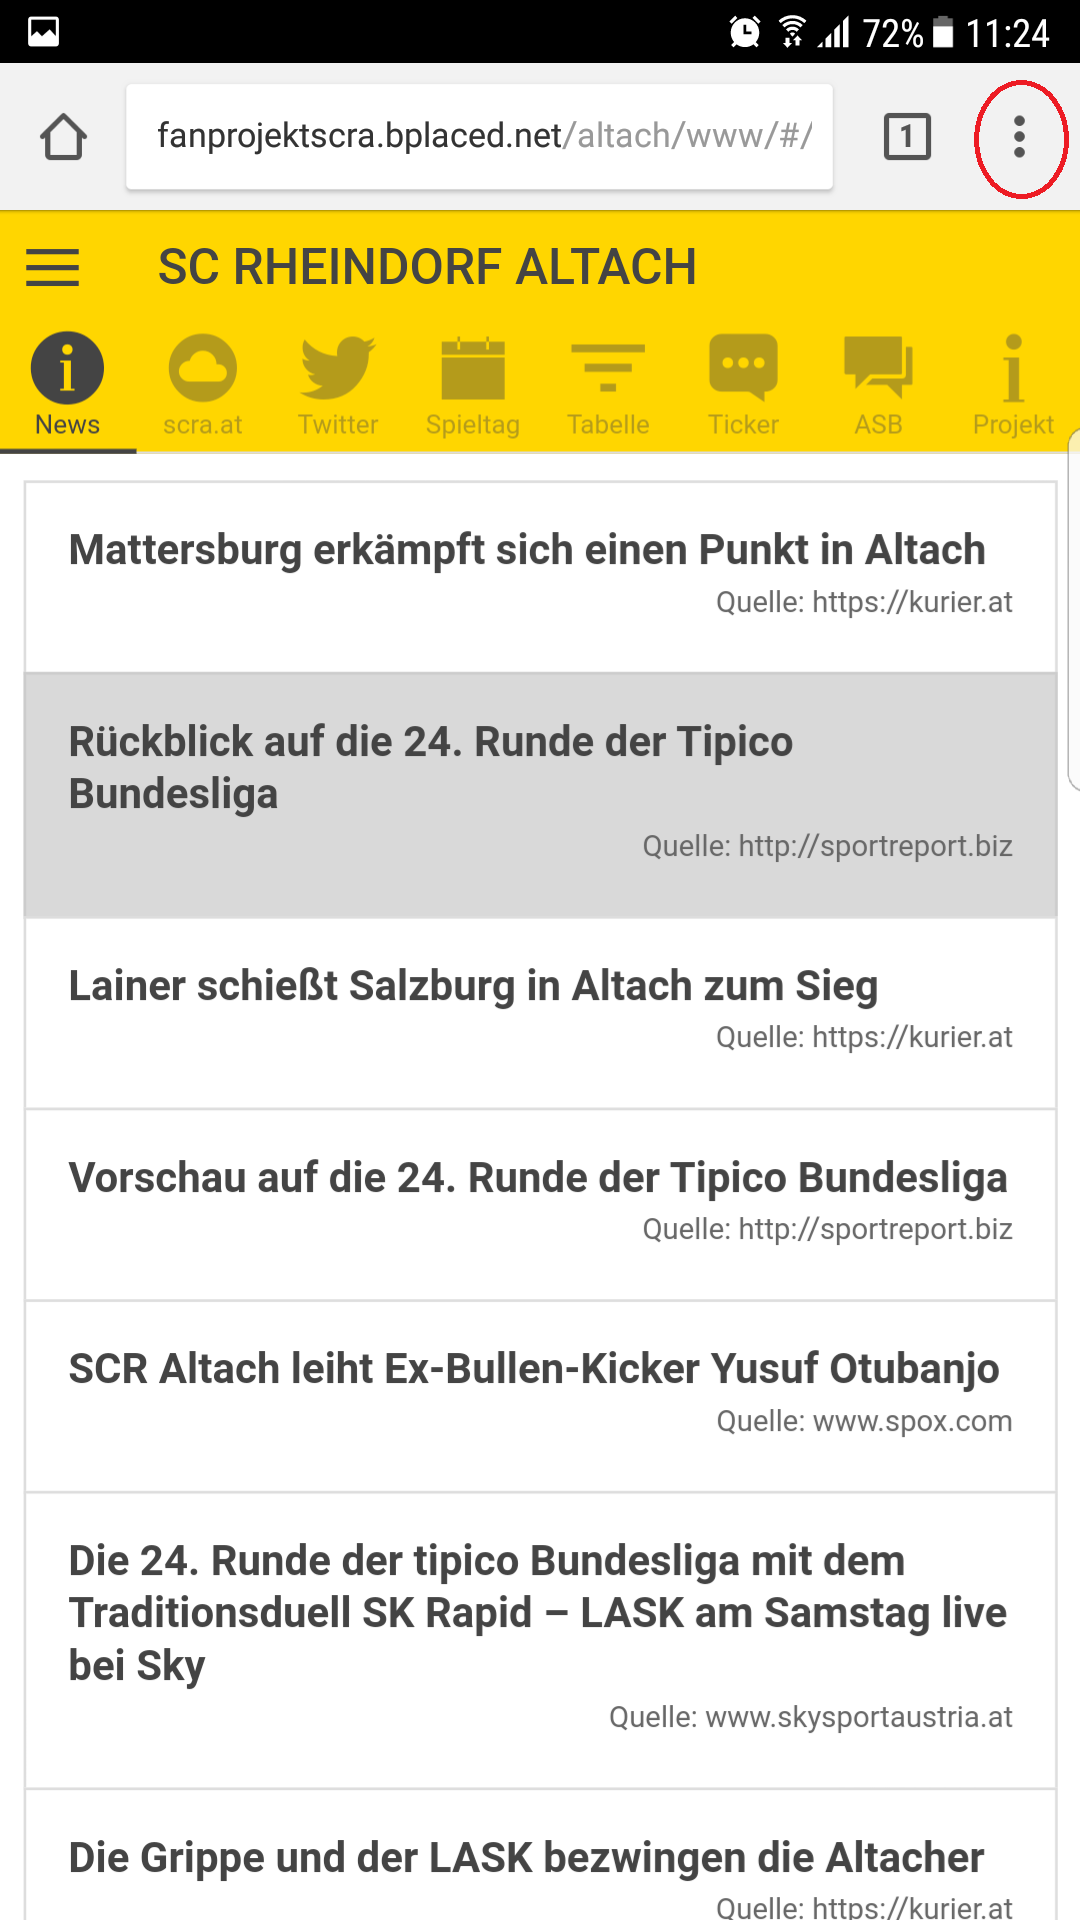 72% 11:24
fanprojektscra.bplaced.net/altach/www/#/
1
SC RHEINDORF ALTACH
News scra.at Twitter Spieltag Tabelle Ticker ASB Projekt
Mattersburg erkämpft sich einen Punkt in Altach
Quelle: https://kurier.at
Rückblick auf die 24. Runde der Tipico
Bundesliga
Quelle: http://sportreport.biz
Lainer schießt Salzburg in Altach zum Sieg
Quelle: https://kurier.at
Vorschau auf die 24. Runde der Tipico Bundesliga
Quelle: http://sportreport.biz
SCR Altach leiht Ex-Bullen-Kicker Yusuf Otubanjo
Quelle: www.spox.com
Die 24. Runde der tipico Bundesliga mit dem
Traditionsduell SK Rapid – LASK am Samstag live
bei Sky
Quelle: www.skysportaustria.at
Die Grippe und der LASK bezwingen die Altacher
Quelle: https://kurier.at